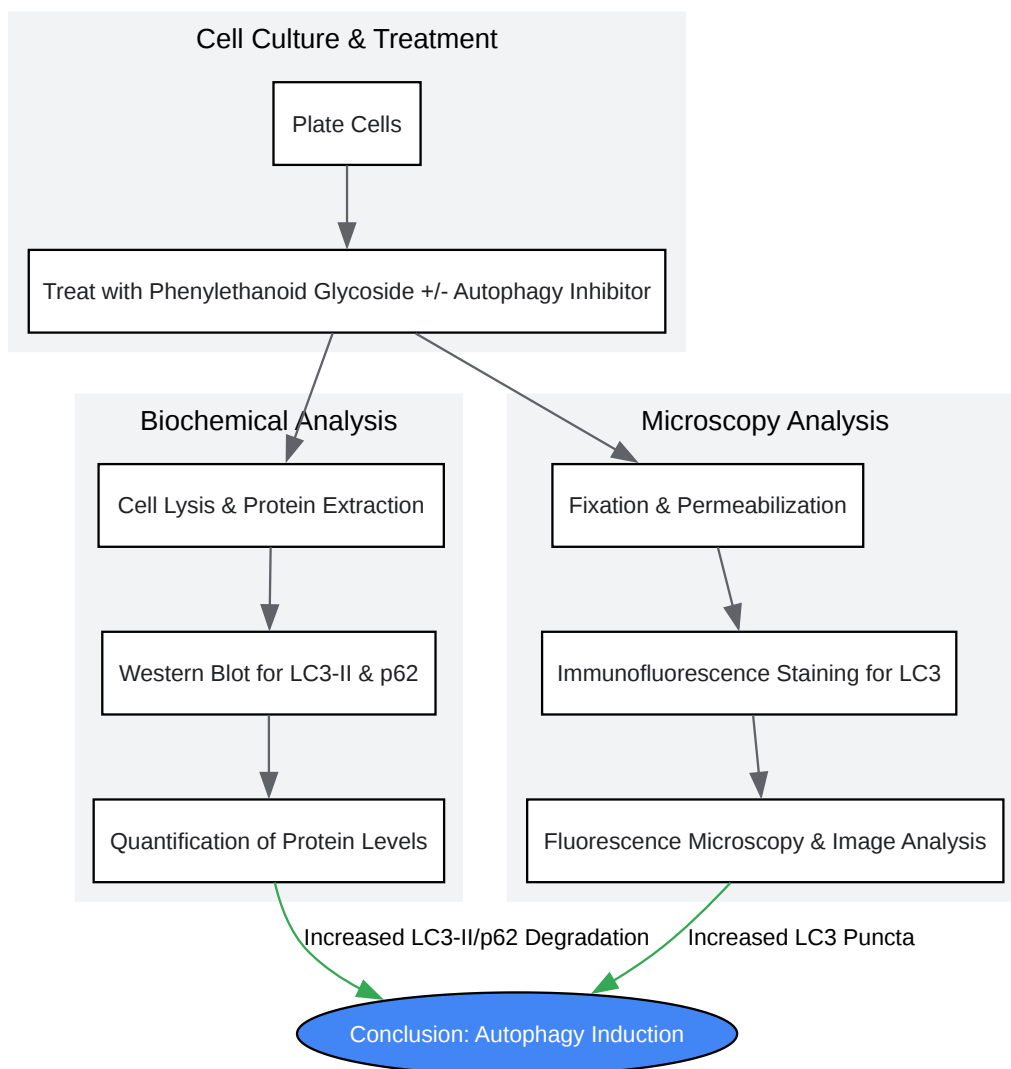 Cell Culture & Treatment
Plate Cells
Treat with Phenylethanoid Glycoside +/- Autophagy Inhibitor
Biochemical Analysis
Cell Lysis & Protein Extraction
Western Blot for LC3-II & p62
Quantification of Protein Levels
Microscopy Analysis
Fixation & Permeabilization
Immunofluorescence Staining for LC3
Fluorescence Microscopy & Image Analysis
Increased LC3-II/p62 Degradation
Increased LC3 Puncta
Conclusion: Autophagy Induction